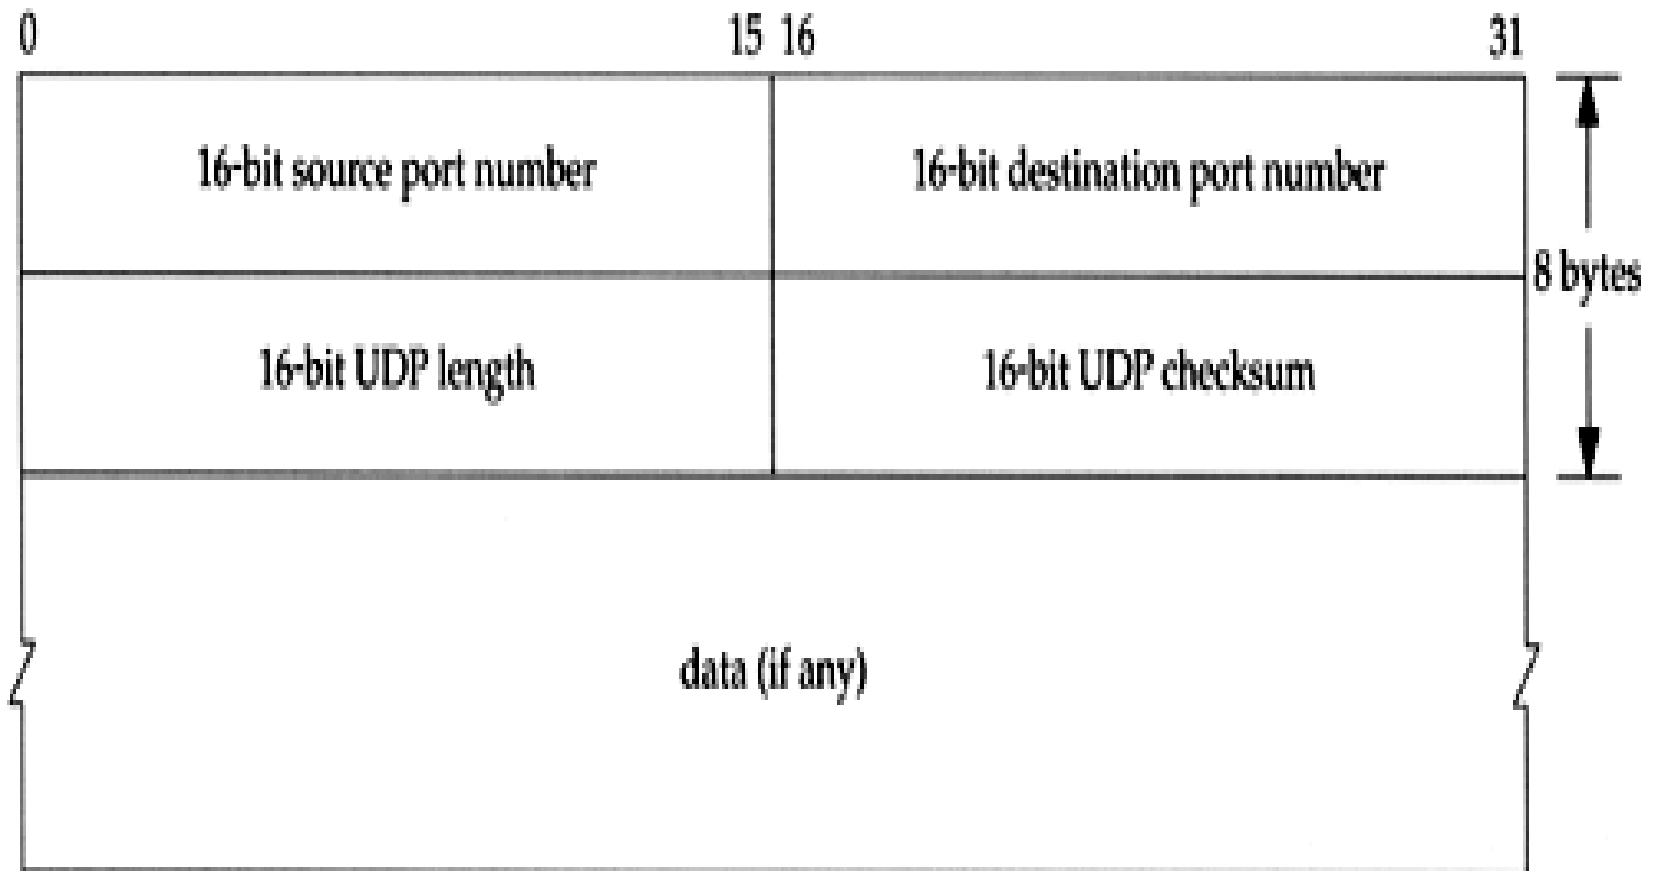 0 15 16 31
16-bit source port number 16-bit destination port number
8 bytes
16-bit UDP length 16-bit UDP checksum
data (if any)